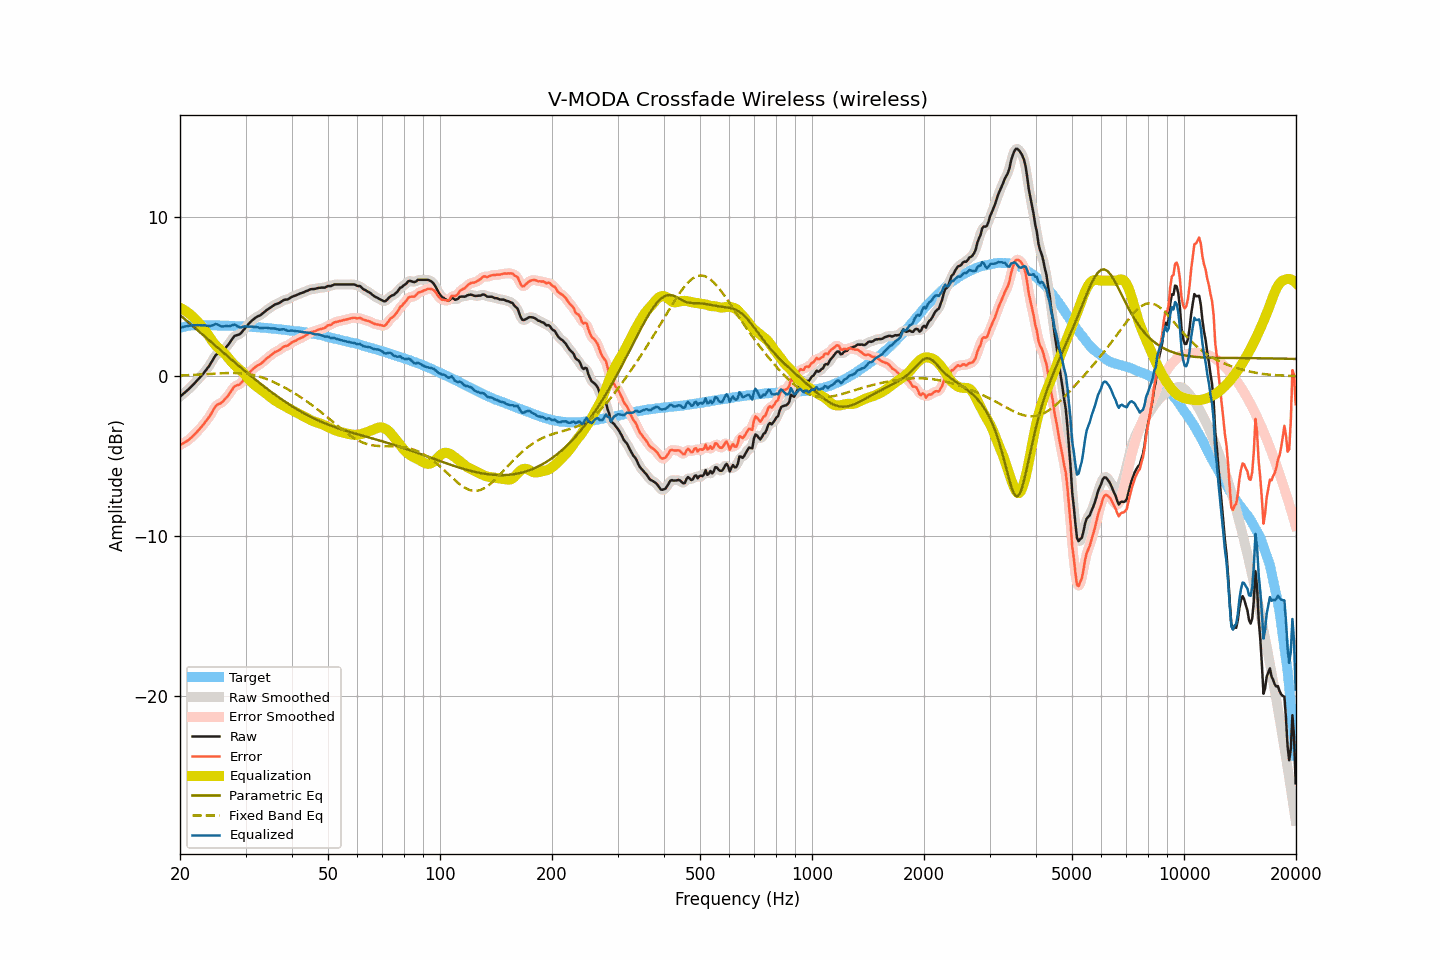 V-MODA Crossfade Wireless (wireless)
Amplitude (dBr)
10
0
−10
−20
Target
Raw Smoothed
Error Smoothed
Raw
Error
Equalization
Parametric Eq
Fixed Band Eq
Equalized
20 50 100 200 500 1000 2000 5000 10000 20000
Frequency (Hz)